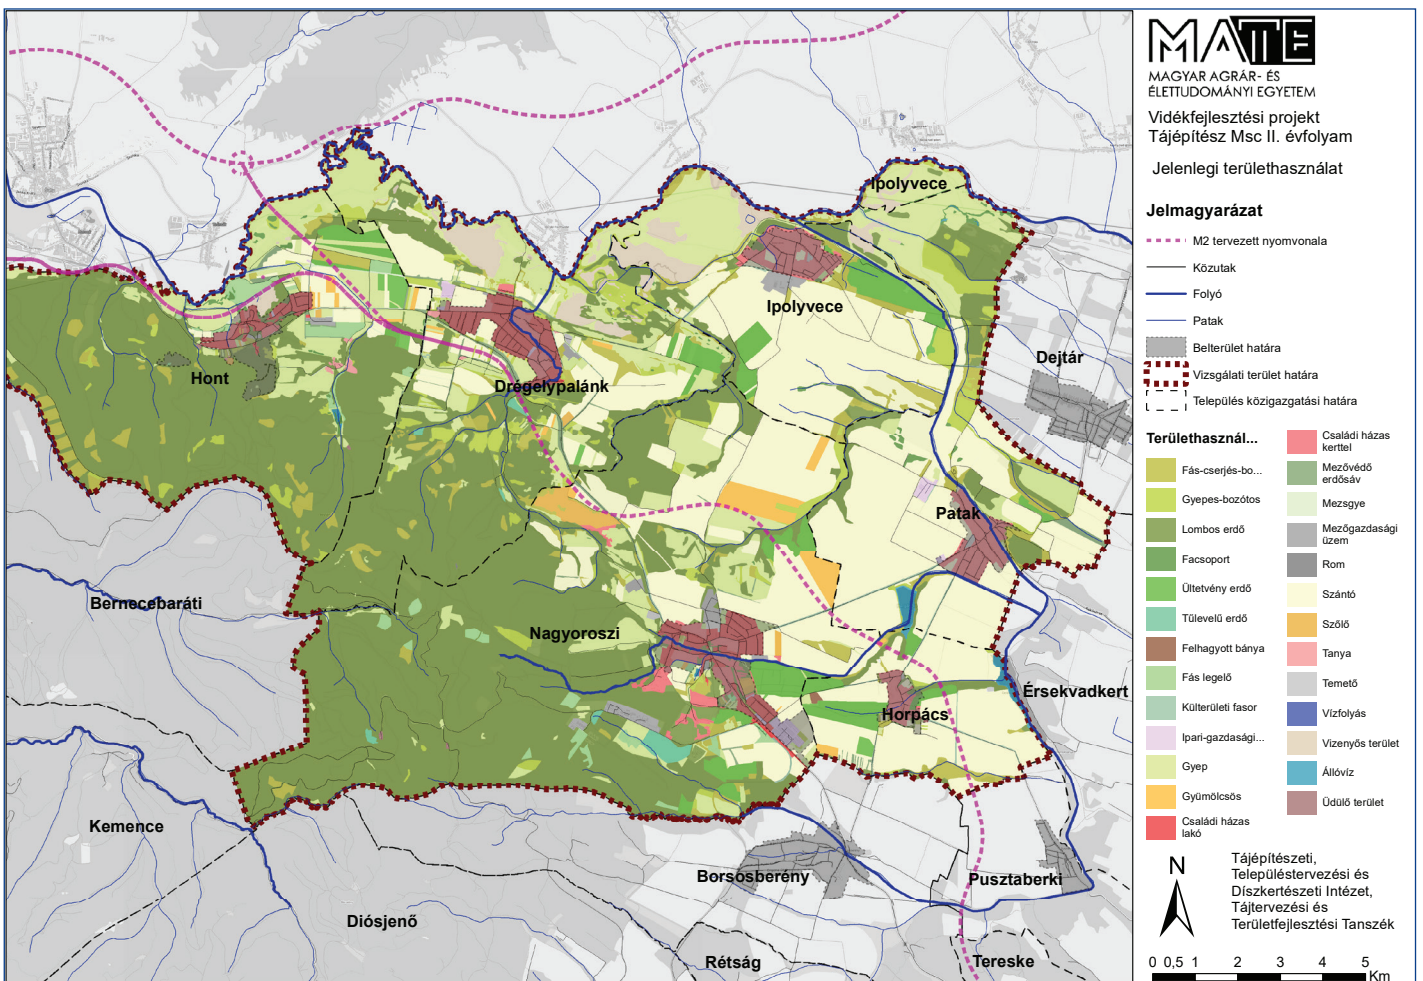 MATE
MAGYAR AGRÁR- ÉS
ÉLETTUDOMÁNYI EGYETEM
Vidékfejlesztési projekt
Tájépítész Msc II. évfolyam
Jelenlegi területhasználat
Jelmagyarázat
M2 tervezett nyomvonala
Közutak
Folyó
Patak
Belterület határa
Vizsgálati terület határa
Település közigazgatási határa
Területhasznál...
Fás-cserjés-bo...
Gyepes-bozótos
Lombos erdő
Facsoport
Ültetvény erdő
Tűlevelű erdő
Felhagyott bánya
Fás legelő
Külterületi fasor
Ipari-gazdasági...
Gyep
Gyümölcsös
Családi házas
lakó
Családi házas
kerttel
Mezővédő
erdősáv
Mezsgye
Mezőgazdasági
üzem
Rom
Szántó
Szőlő
Tanya
Temető
Vízfolyás
Vizenyős terület
Állóvíz
Üdülő terület
N
Tájépítészeti,
Településtervezési és
Díszkertészeti Intézet,
Tájtervezési és
Területfejlesztési Tanszék
0 0,5 1 2 3 4 5
Km
Ipolyvece
Ipolyvece
Dejtár
Hont
Drégelypalánk
Patak
Bernecebaráti
Nagyoroszi
Érsekvadkert
Horpács
Kemence
Borsosberény
Pusztaberki
Diósjenő
Rétság
Tereske